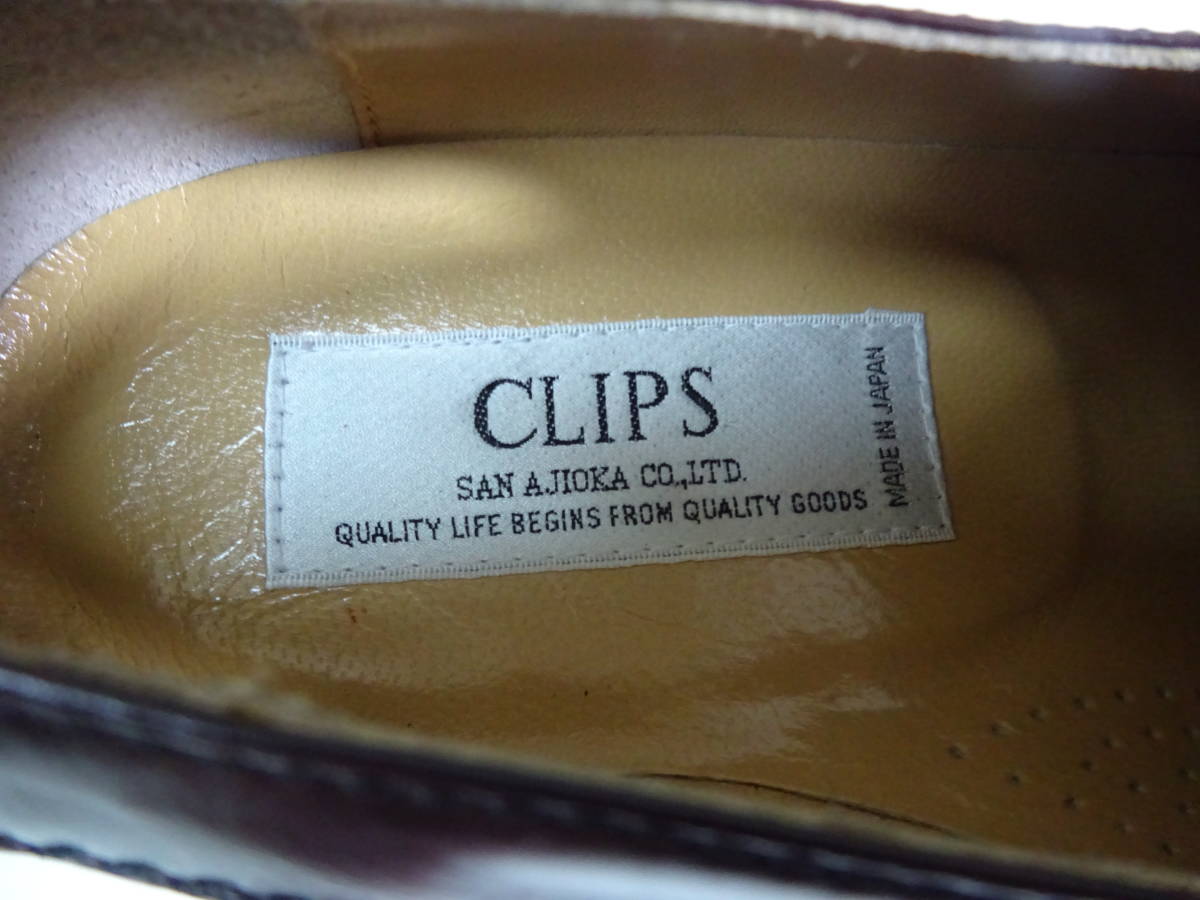 CLIPS
SAN AJIOKA CO.,LTD.
QUALITY LIFE BEGINS FROM QUALITY GOODS
MADE IN JAPAN